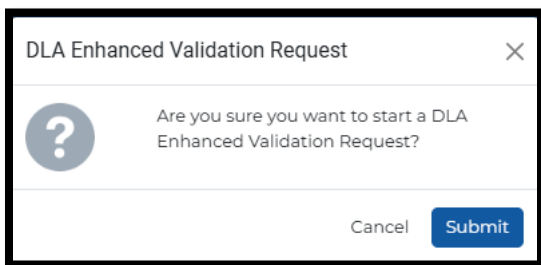 DLA Enhanced Validation Request
Are you sure you want to start a DLA
Enhanced Validation Request?
Cancel
Submit